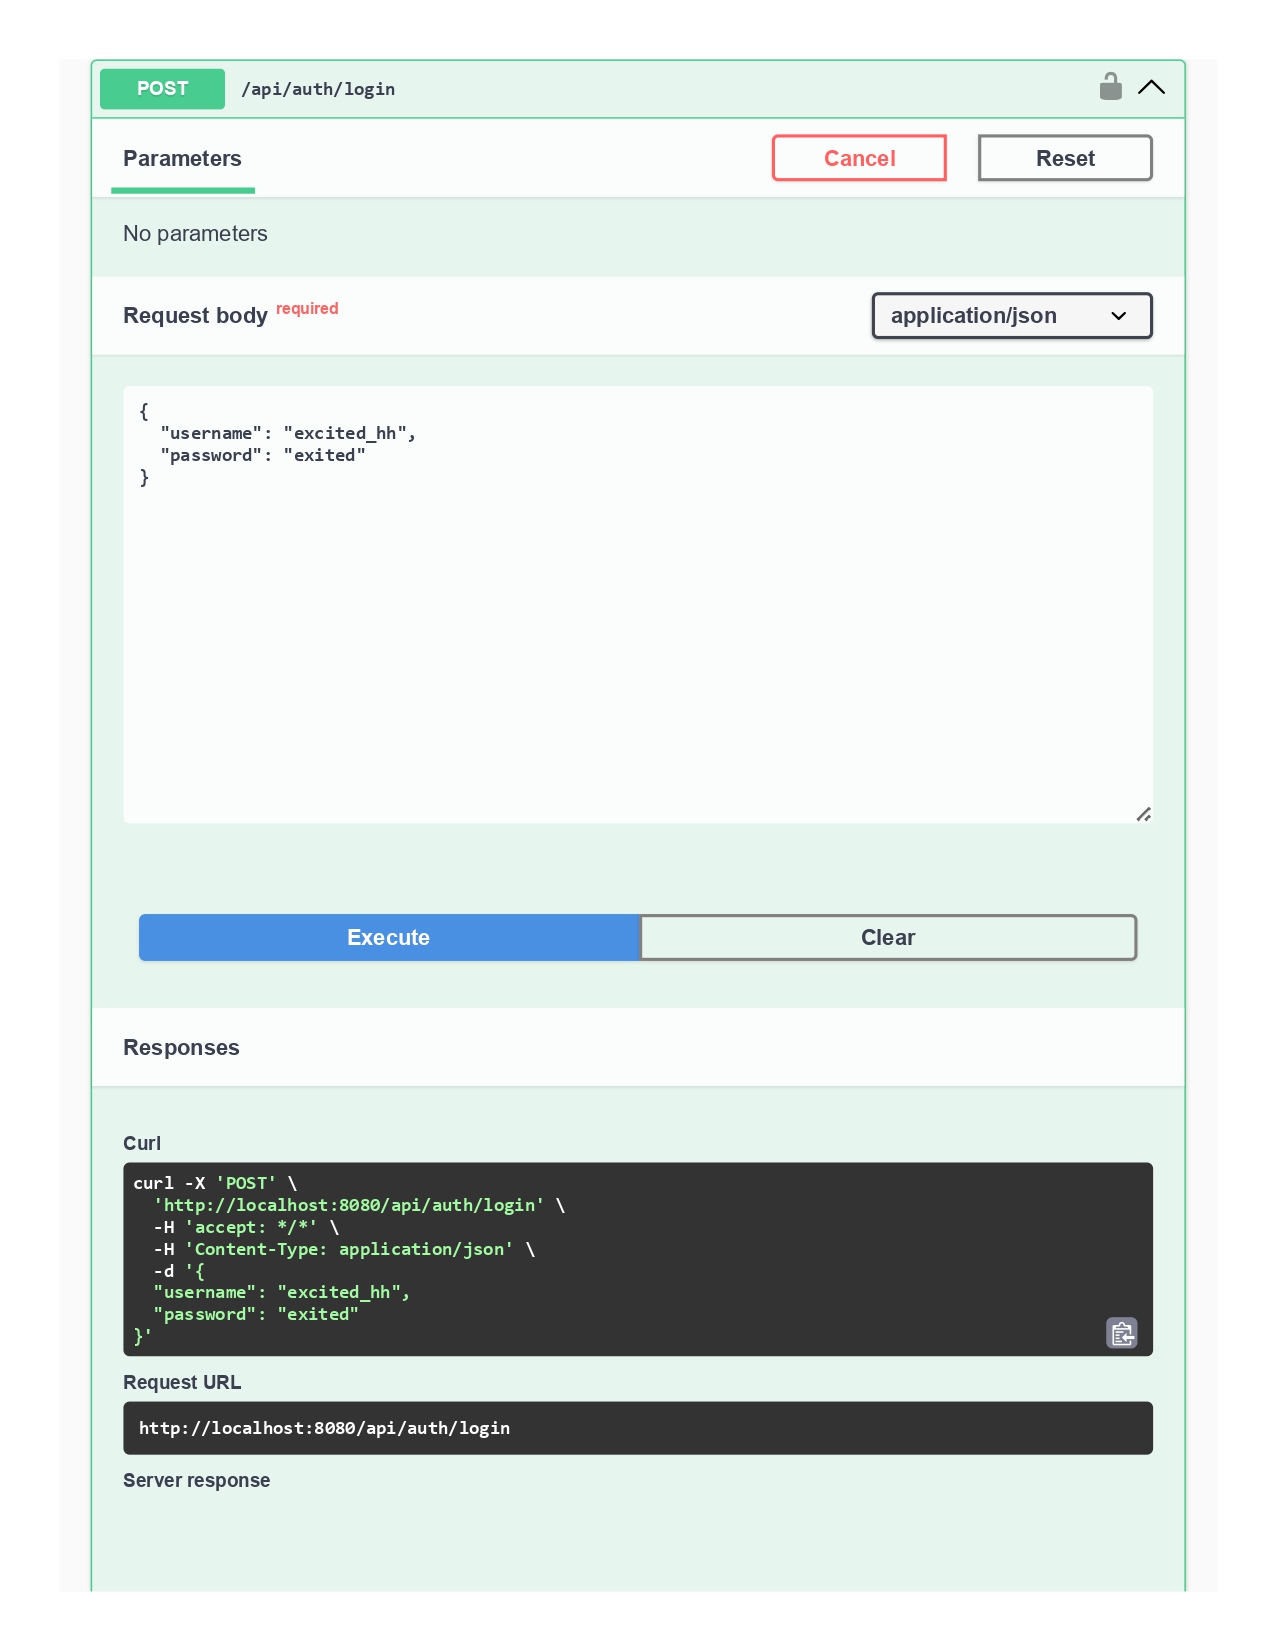 POST /api/auth/login
Parameters Cancel Reset
No parameters
Request body required application/json
{
  "username": "excited_hh",
  "password": "exited"
}
Execute Clear
Responses
Curl
curl -X 'POST' \
  'http://localhost:8080/api/auth/login' \
  -H 'accept: */*' \
  -H 'Content-Type: application/json' \
  -d '{
  "username": "excited_hh",
  "password": "exited"
}'
Request URL
http://localhost:8080/api/auth/login
Server response